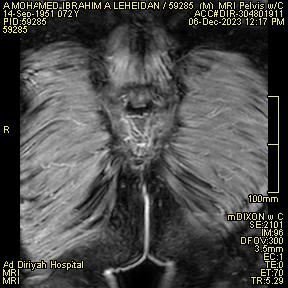 A MOHAMED,IBRAHIM A LEHEIDAN / 59285 (M) MRI Pelvis w/C
14-Sep-1951 072Y ACC#DIR-304801911
PID:59285 06-Dec-2023 12:17 PM
59285
R
100mm
mDIXON w C
SE:2101
IM:96
DFOV:300
3.5mm
EC:1
Ad Diriyah Hospital TE:0
MRI ET:70
MRI TR:5.29